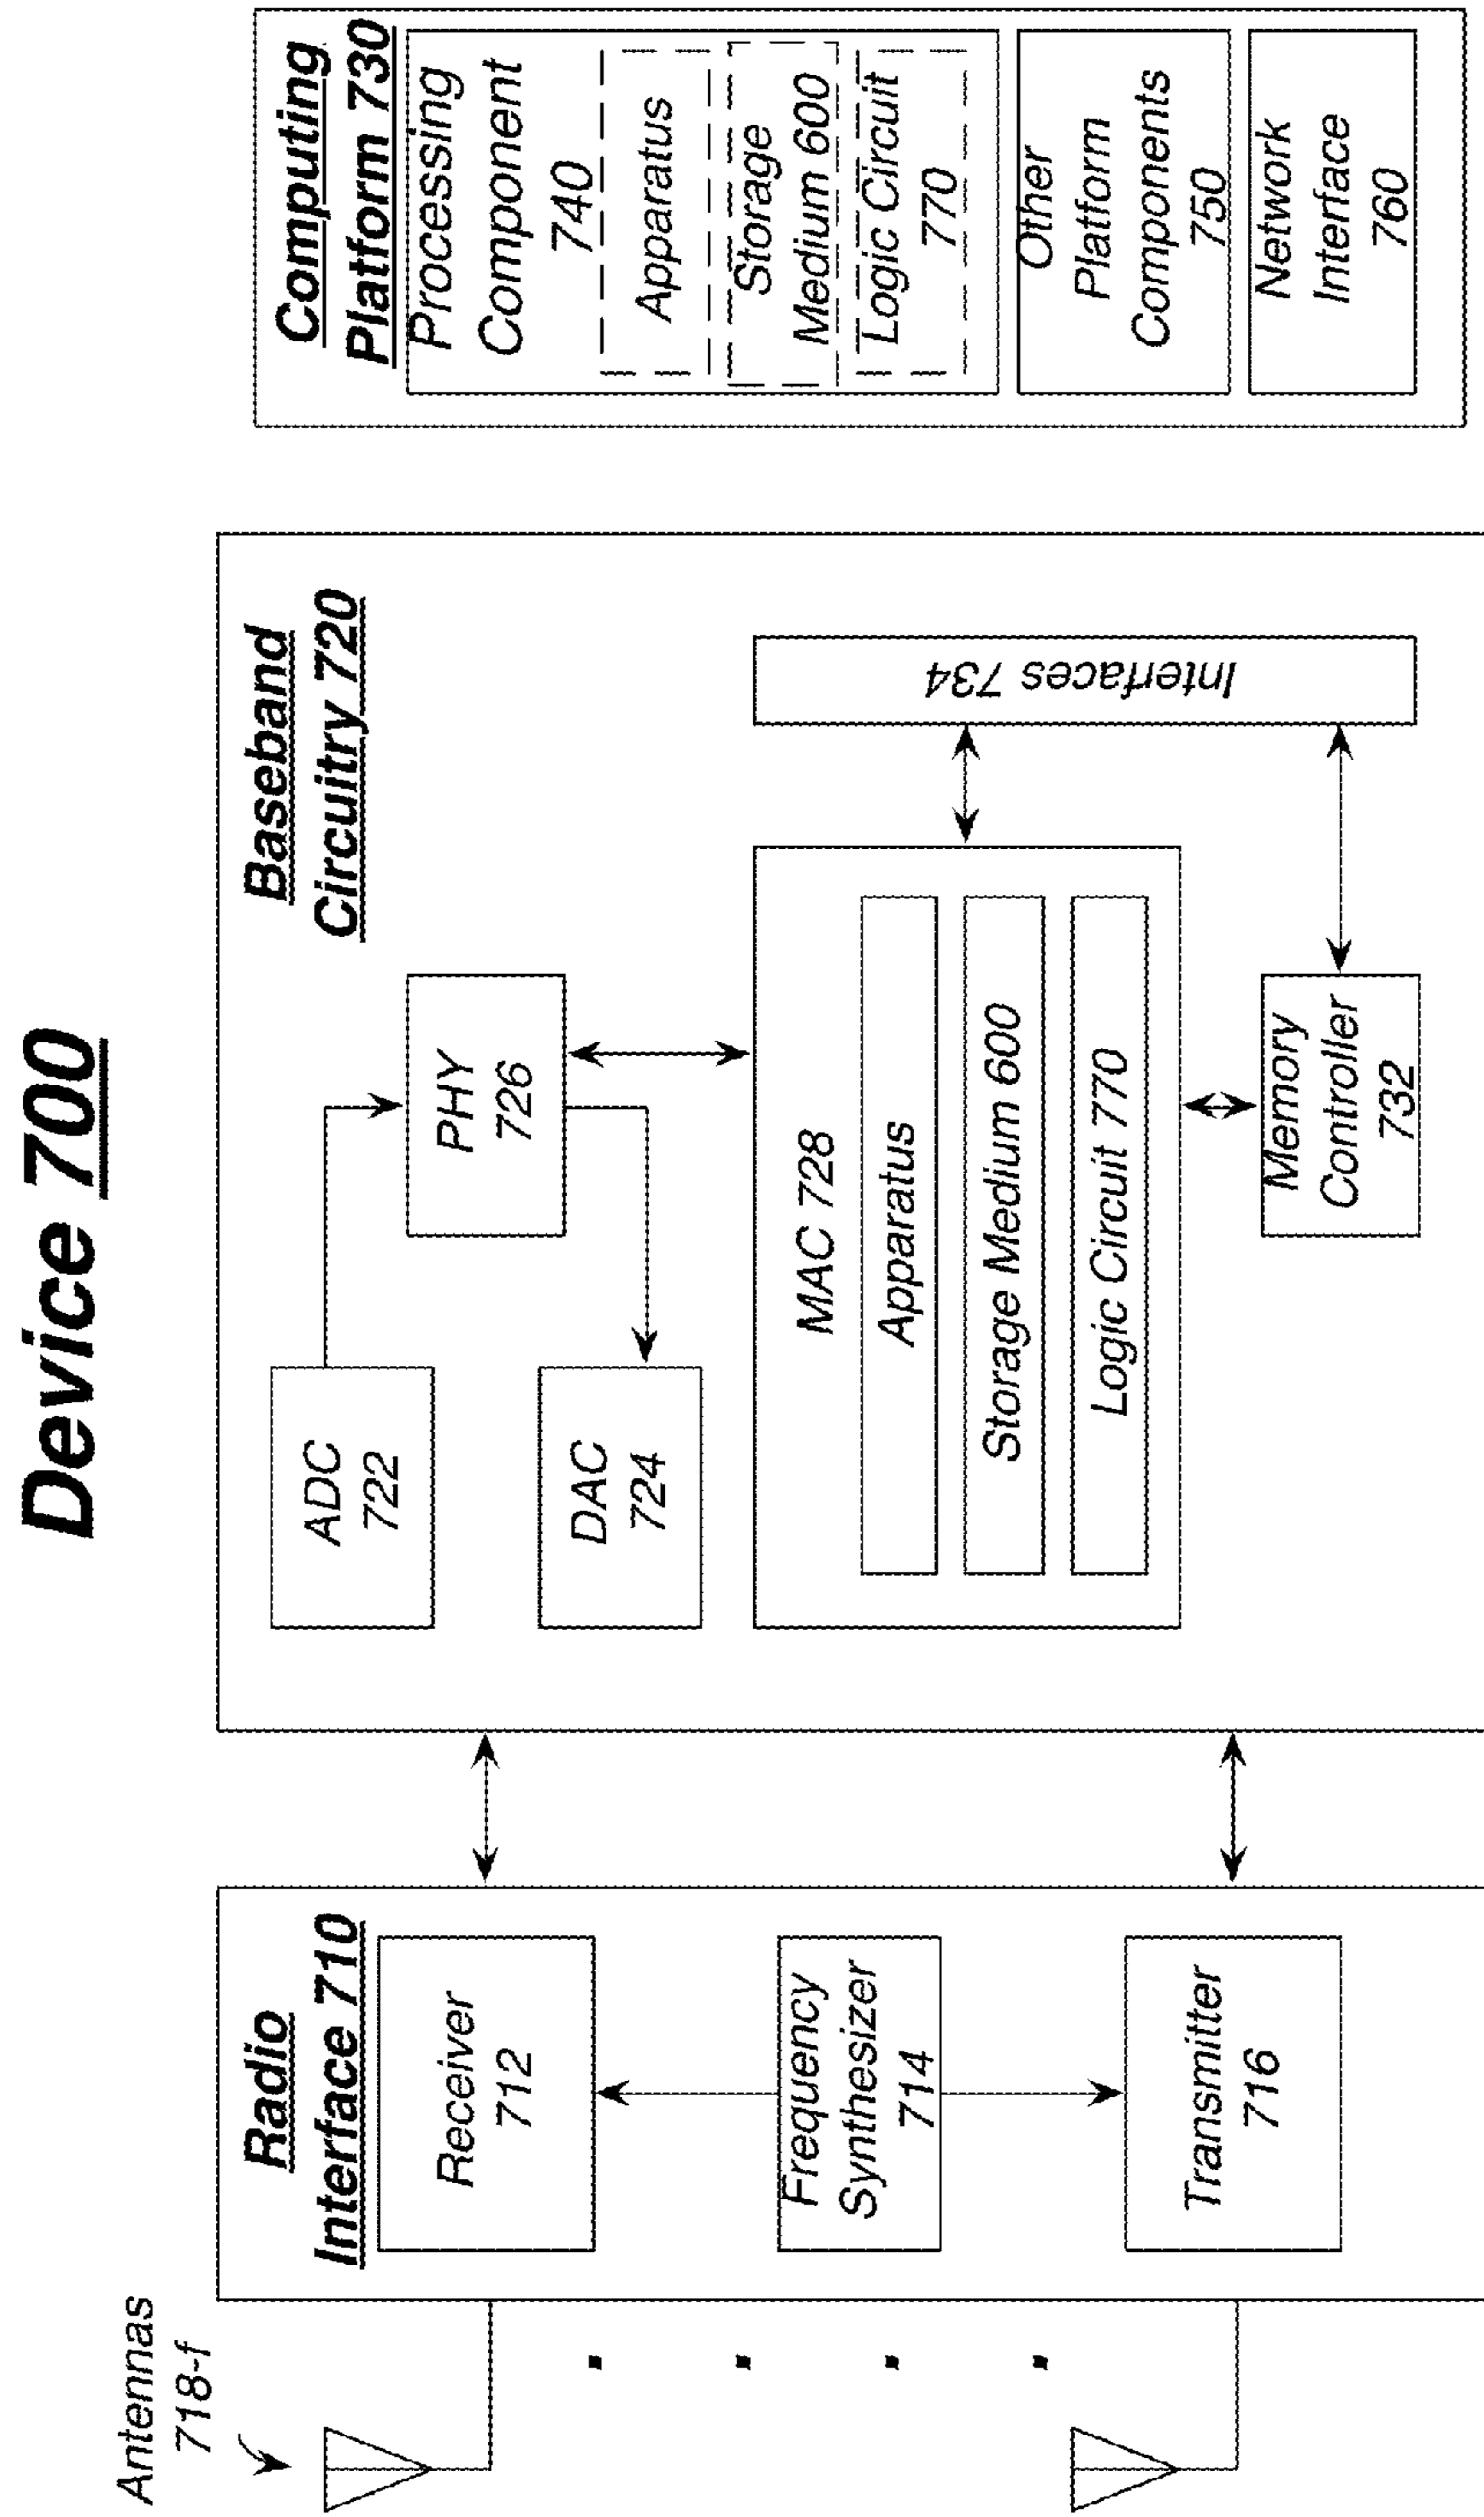 Device 700
Antennas
718-f
Radio
Interface 710
Receiver
712
Frequency
Synthesizer
714
Transmitter
716
Baseband
Circuitry 720
ADC
722
DAC
724
PHY
726
MAC 728
Apparatus
Storage Medium 600
Logic Circuit 770
Memory
Controller
732
Interfaces 734
Computing
Platform 730
Processing
Component
740
Apparatus
Storage
Medium 600
Logic Circuit
770
Other
Platform
Components
750
Network
Interface
760